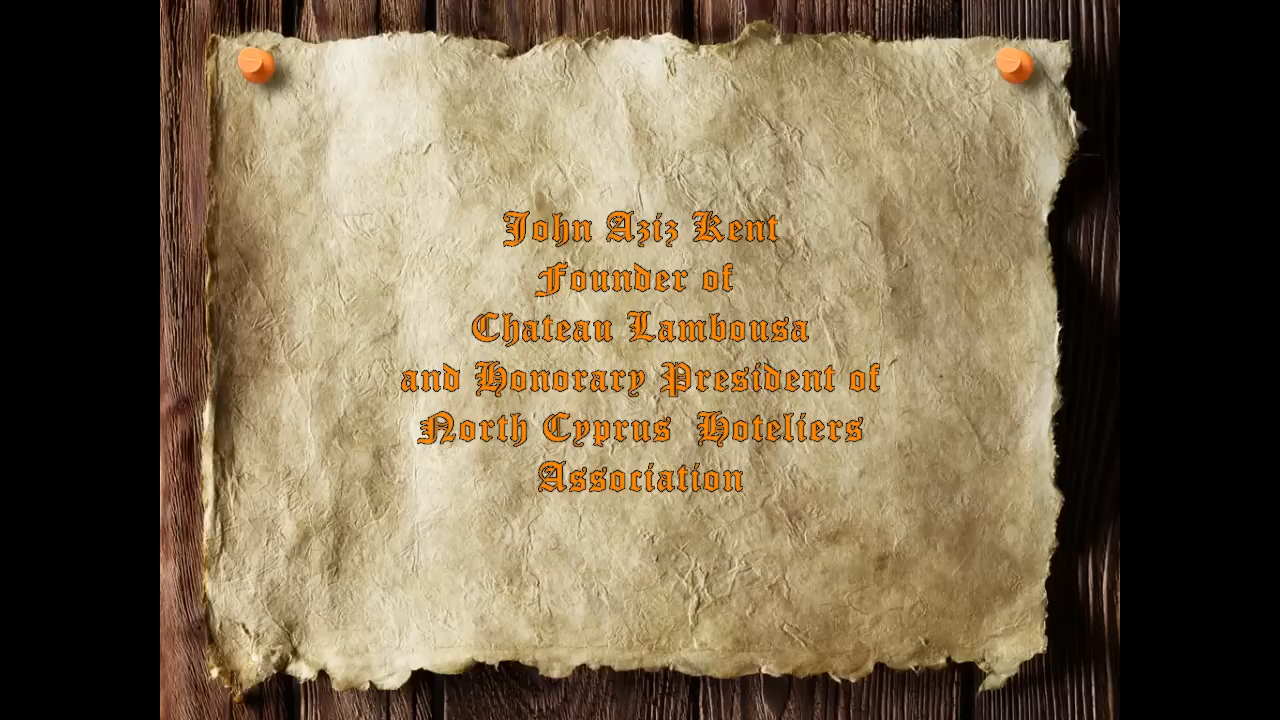 John Aziz Kent
Founder of
Chateau Lambousa
and Honorary President of
North Cyprus Hoteliers
Association